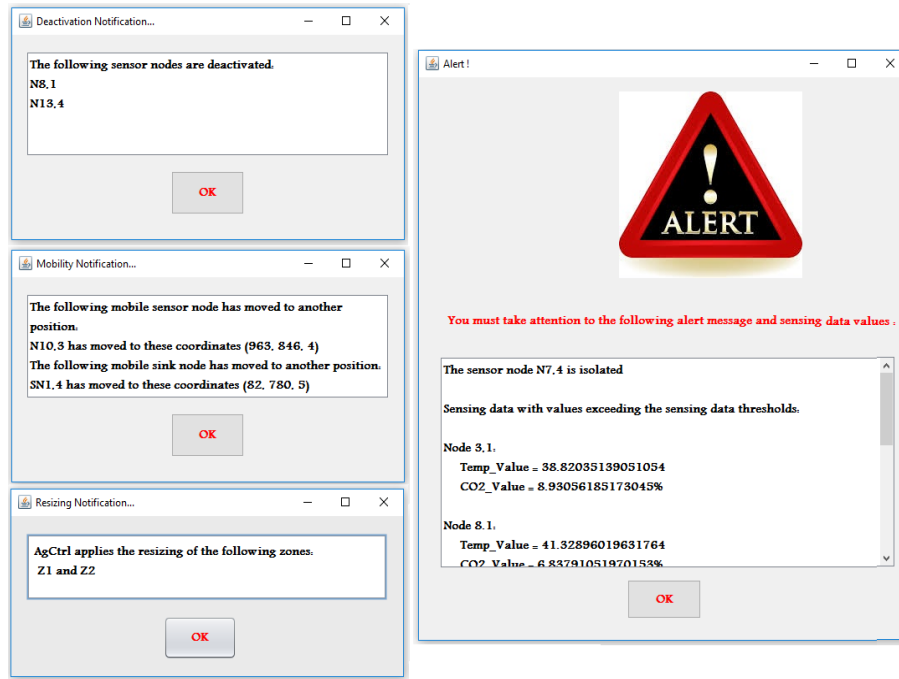 Deactivation Notification...
The following sensor nodes are deactivated:
N8,1
N13,4
OK
Mobility Notification...
The following mobile sensor node has moved to another
position:
N10,3 has moved to these coordinates (963, 846, 4)
The following mobile sink node has moved to another position:
SN1,4 has moved to these coordinates (82, 780, 5)
OK
Resizing Notification...
AgCtrl applies the resizing of the following zones:
Z1 and Z2
OK
Alert !
ALERT
You must take attention to the following alert message and sensing data values :
The sensor node N7,4 is isolated
Sensing data with values exceeding the sensing data thresholds:
Node 3,1:
Temp_Value = 38.82035139051054
CO2_Value = 8.93056185173045%
Node 8,1:
Temp_Value = 41.32896019631764
CO2_Value = 6.83791051970153%
OK